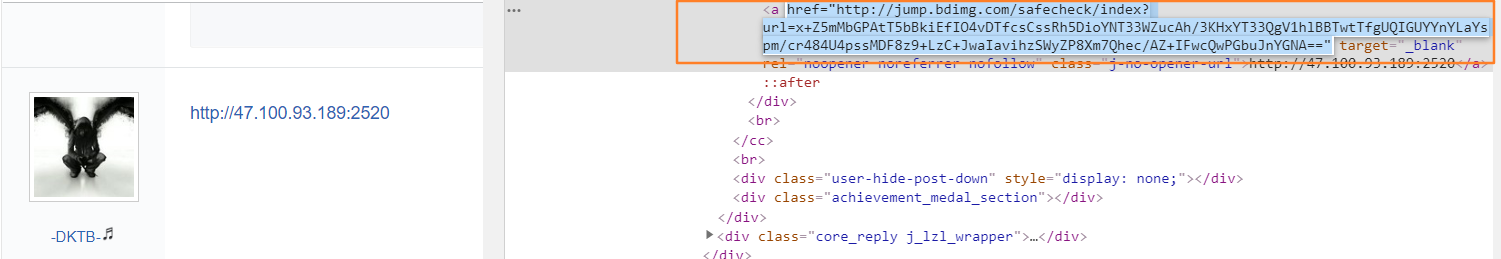 http://47.100.93.189:2520
-DKTB-
… <a href="http://jump.bdimg.com/safecheck/index?
url=x+Z5mMbGPAtT5bBkiEfIO4vDTfcsCssRh5DioYNT33WZucAh/3KHxYT33QgV1hlBBTwtTfgUQIGUYYnYLaYs
pm/cr484U4pssMDF8z9+LzC+JwaIavihzSWyZP8Xm7Qhec/AZ+IFwcQwPGbuJnYGNA==" target="_blank"
rel="noopener noreferrer nofollow" class="j-no-opener-url">http://47.100.93.189:2520</a>
::after
</div>
<br>
</cc>
<br>
<div class="user-hide-post-down" style="display: none;"></div>
<div class="achievement_medal_section"></div>
</div>
<div class="core_reply j_lzl_wrapper">…</div>
</div>